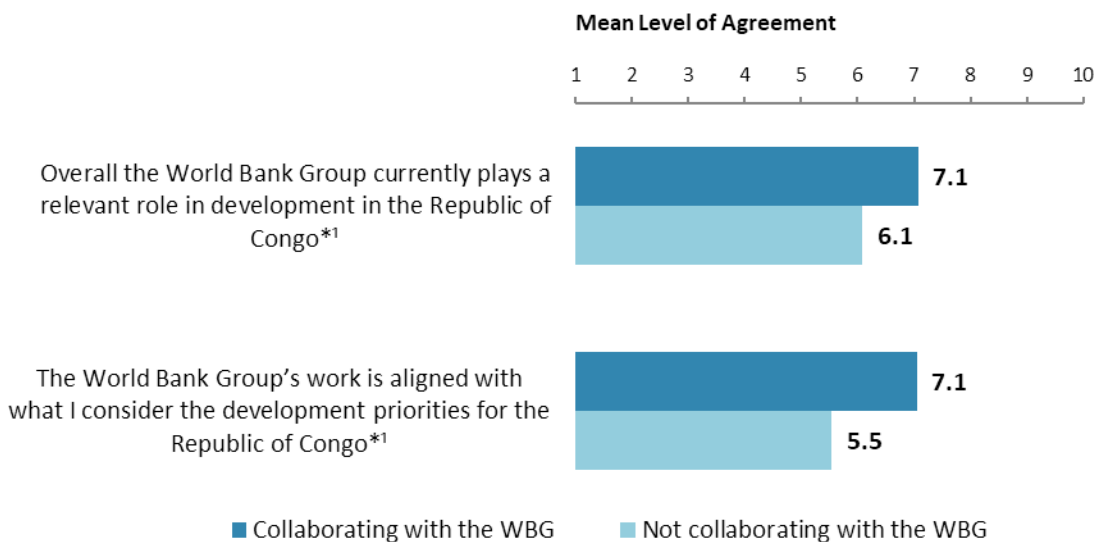 Mean Level of Agreement
1 2 3 4 5 6 7 8 9 10
Overall the World Bank Group currently plays a
relevant role in development in the Republic of
Congo*¹
7.1
6.1
The World Bank Group’s work is aligned with
what I consider the development priorities for the
Republic of Congo*¹
7.1
5.5
Collaborating with the WBG Not collaborating with the WBG